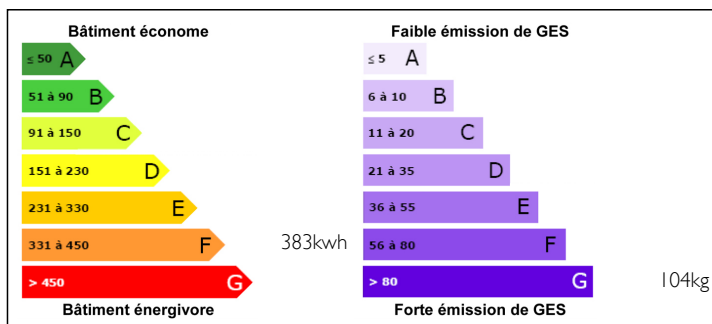 Bâtiment économe
≤ 50 A
51 à 90 B
91 à 150 C
151 à 230 D
231 à 330 E
331 à 450 F
383kwh
> 450 G
Bâtiment énergivore
Faible émission de GES
≤ 5 A
6 à 10 B
11 à 20 C
21 à 35 D
36 à 55 E
56 à 80 F
> 80 G
104kg
Forte émission de GES